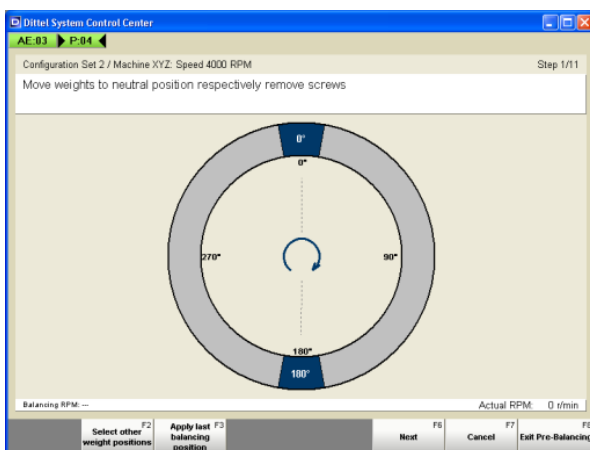 Dittel System Control Center
AE:03 P:04
Configuration Set 2 / Machine XYZ: Speed 4000 RPM Step 1/11
Move weights to neutral position respectively remove screws
0°
0°
270° 90°
180°
180°
Balancing RPM: --- Actual RPM: 0 r/min
F2 F3 F6 F7 F8
Select other weight positions
Apply last balancing position
Next
Cancel
Exit Pre-Balancing